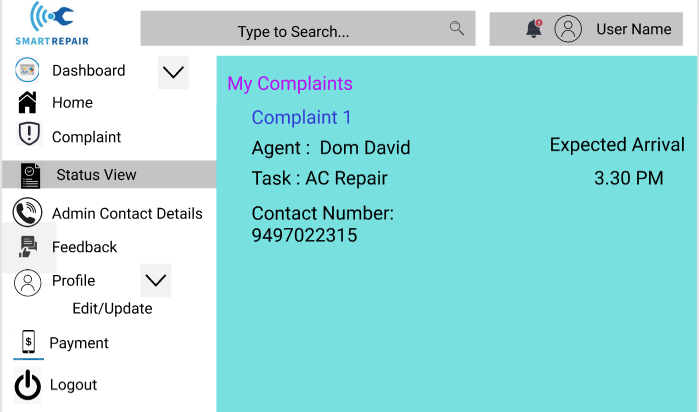 SMARTREPAIR
Type to Search...
User Name
Dashboard
Home
Complaint
Status View
Admin Contact Details
Feedback
Profile
Edit/Update
$
Payment
Logout
My Complaints
Complaint 1
Agent : Dom David
Expected Arrival
Task : AC Repair
3.30 PM
Contact Number:
9497022315